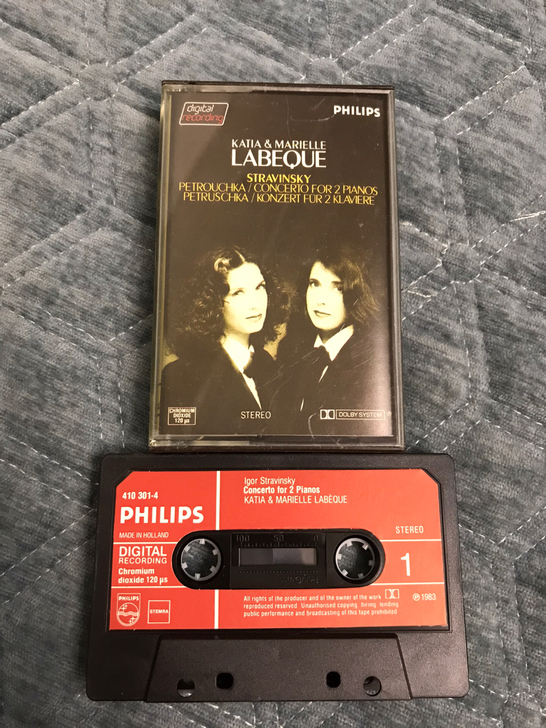 digital
recording
PHILIPS
KATIA & MARIELLE
LABEQUE
STRAVINSKY
PETROUCHKA / CONCERTO FOR 2 PIANOS
PETRUSCHKA / KONZERT FÜR 2 KLAVIERE
CHROMIUM
DIOXIDE
120 µs
STEREO
DOLBY SYSTEM
410 301-4
PHILIPS
MADE IN HOLLAND
DIGITAL
RECORDING
Chromium
dioxide 120 µs
PHILIPS
STEMRA
Igor Stravinsky
Concerto for 2 Pianos
KATIA & MARIELLE LABÈQUE
STEREO
1
100 50 0
All rights of the producer and of the owner of the work
reproduced reserved. Unauthorised copying, hiring, lending,
public performance and broadcasting of this tape prohibited
℗ 1983